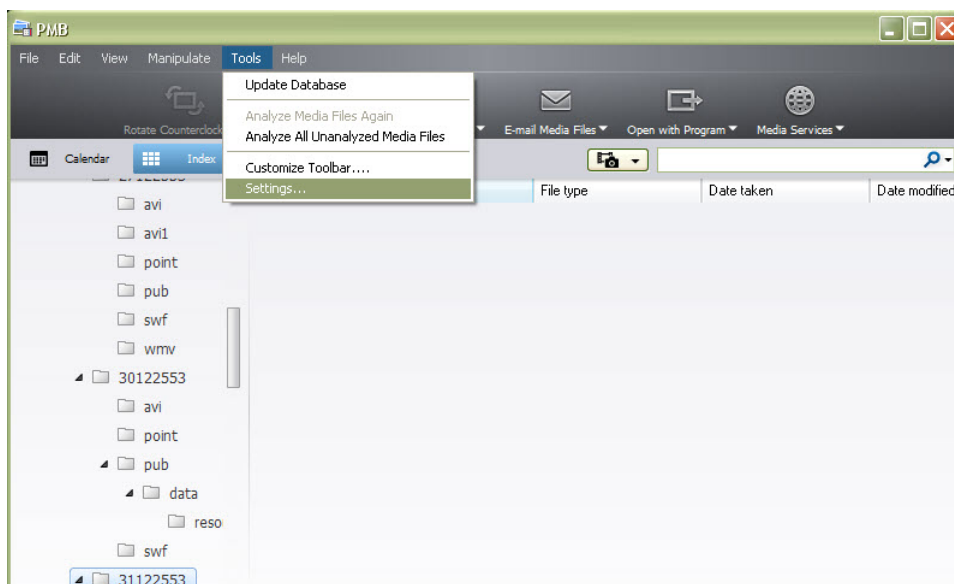 PMB
File Edit View Manipulate Tools Help
Update Database
Analyze Media Files Again
Analyze All Unanalyzed Media Files
Customize Toolbar....
Settings...
Rotate Counterclock
E-mail Media Files
Open with Program
Media Services
Calendar
Index
File type
Date taken
Date modified
avi
avi1
point
pub
swf
wmv
30122553
avi
point
pub
data
reso
swf
31122553